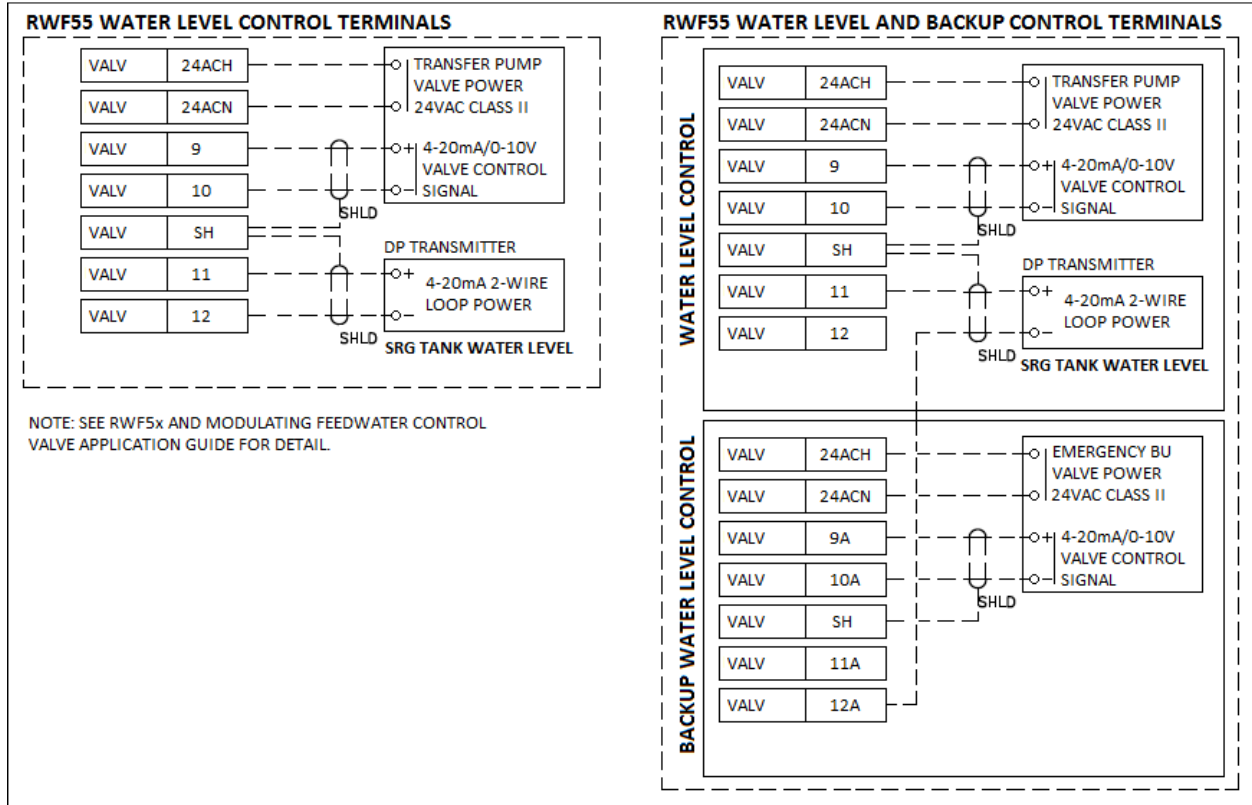 RWF55 WATER LEVEL CONTROL TERMINALS
VALV 24ACH
VALV 24ACN
VALV 9
VALV 10
VALV SH
VALV 11
VALV 12
TRANSFER PUMP
VALVE POWER
24VAC CLASS II
+ 4-20mA/0-10V
VALVE CONTROL
- SIGNAL
SHLD
DP TRANSMITTER
+ 4-20mA 2-WIRE
- LOOP POWER
SHLD
SRG TANK WATER LEVEL
NOTE: SEE RWF5x AND MODULATING FEEDWATER CONTROL
VALVE APPLICATION GUIDE FOR DETAIL.
RWF55 WATER LEVEL AND BACKUP CONTROL TERMINALS
WATER LEVEL CONTROL
VALV 24ACH
VALV 24ACN
VALV 9
VALV 10
VALV SH
VALV 11
VALV 12
TRANSFER PUMP
VALVE POWER
24VAC CLASS II
+ 4-20mA/0-10V
VALVE CONTROL
- SIGNAL
SHLD
DP TRANSMITTER
+ 4-20mA 2-WIRE
- LOOP POWER
SHLD
SRG TANK WATER LEVEL
BACKUP WATER LEVEL CONTROL
VALV 24ACH
VALV 24ACN
VALV 9A
VALV 10A
VALV SH
VALV 11A
VALV 12A
EMERGENCY BU
VALVE POWER
24VAC CLASS II
+ 4-20mA/0-10V
VALVE CONTROL
- SIGNAL
SHLD